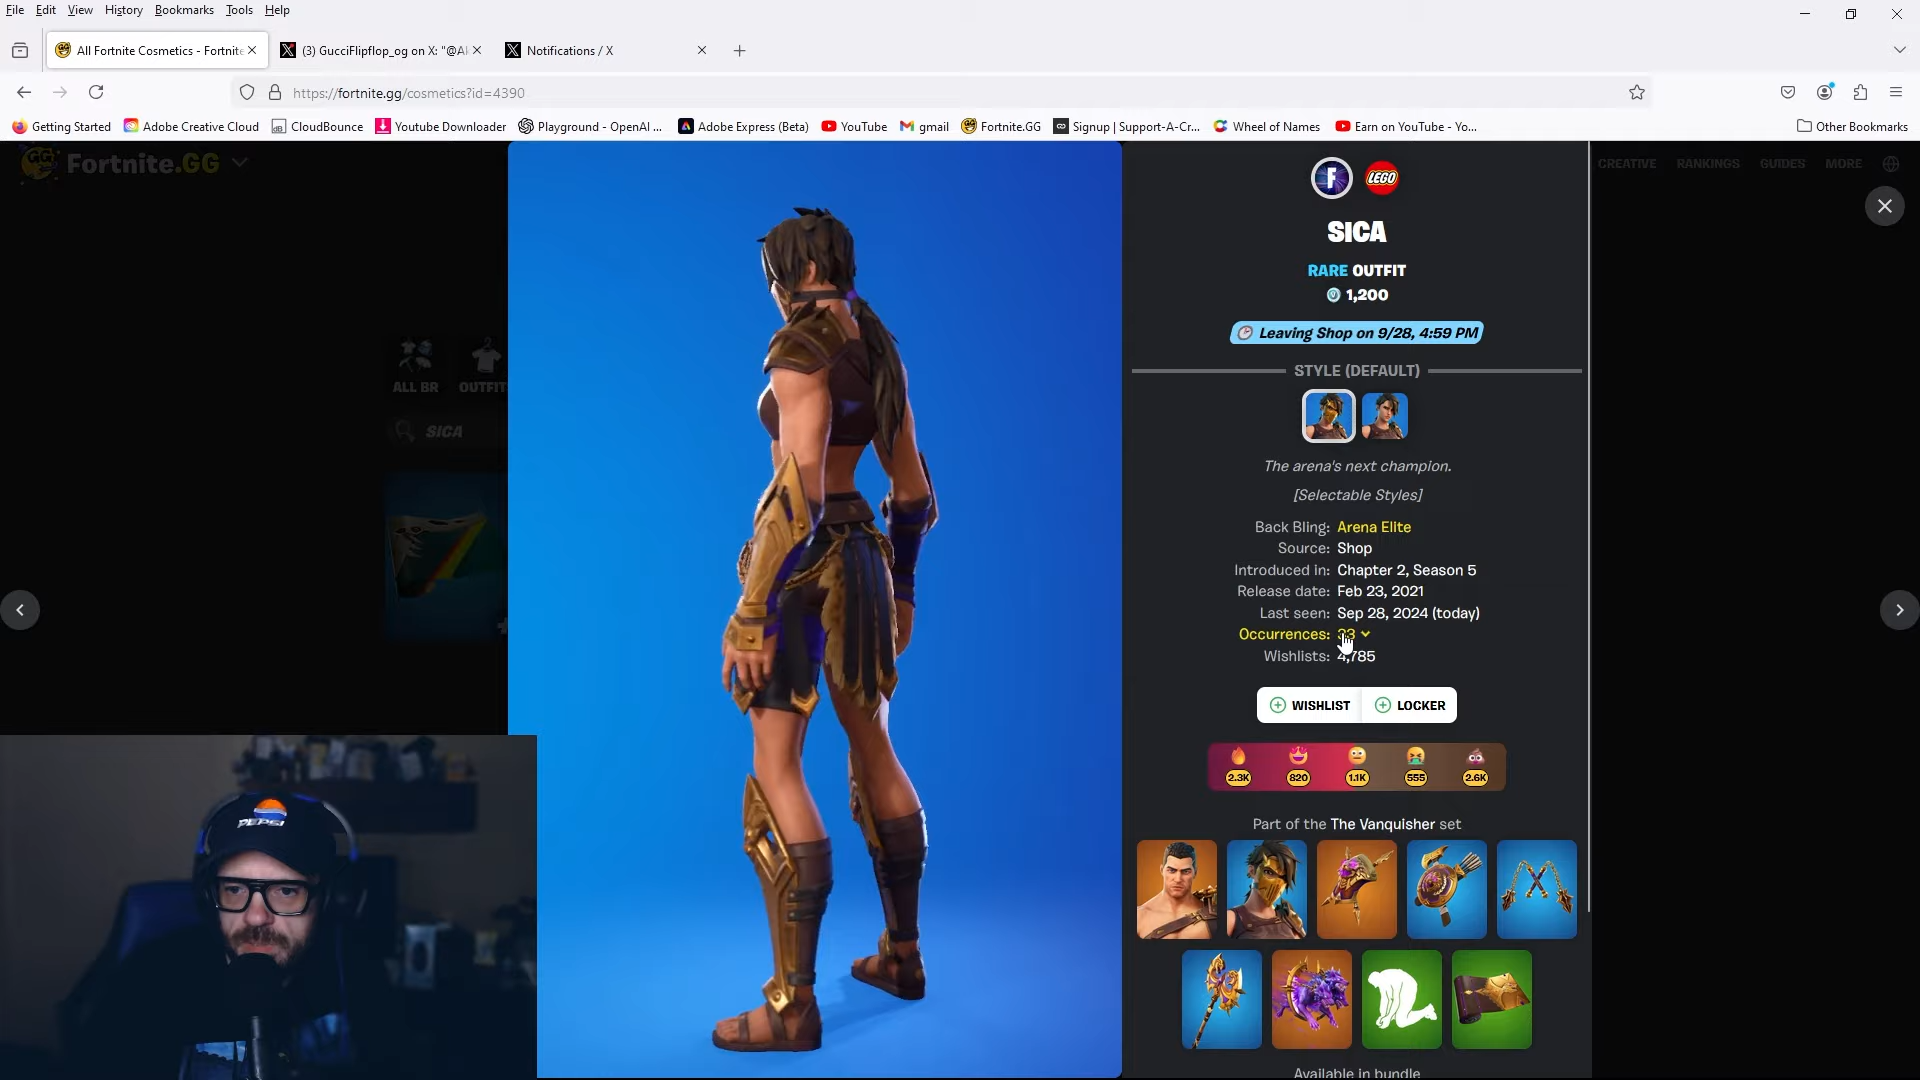 File Edit View History Bookmarks Tools Help
All Fortnite Cosmetics - Fortnite
(3) GucciFlipflop_og on X: "@Al
Notifications / X
https://fortnite.gg/cosmetics?id=4390
Getting Started
Adobe Creative Cloud
CloudBounce
Youtube Downloader
Playground - OpenAI ...
Adobe Express (Beta)
YouTube
gmail
Fortnite.GG
Signup | Support-A-Cr...
Wheel of Names
Earn on YouTube - Yo...
Other Bookmarks
Fortnite.GG
CREATIVE RANKINGS GUIDES MORE
F LEGO
SICA
RARE OUTFIT
1,200
Leaving Shop on 9/28, 4:59 PM
STYLE (DEFAULT)
ALL BR OUTFIT
SICA
The arena's next champion.
[Selectable Styles]
Back Bling: Arena Elite
Source: Shop
Introduced in: Chapter 2, Season 5
Release date: Feb 23, 2021
Last seen: Sep 28, 2024 (today)
Occurrences:
Wishlists: 4,785
WISHLIST LOCKER
2.3K 820 1.1K 555 2.6K
Part of the The Vanquisher set
Available in bundle
PEPSI